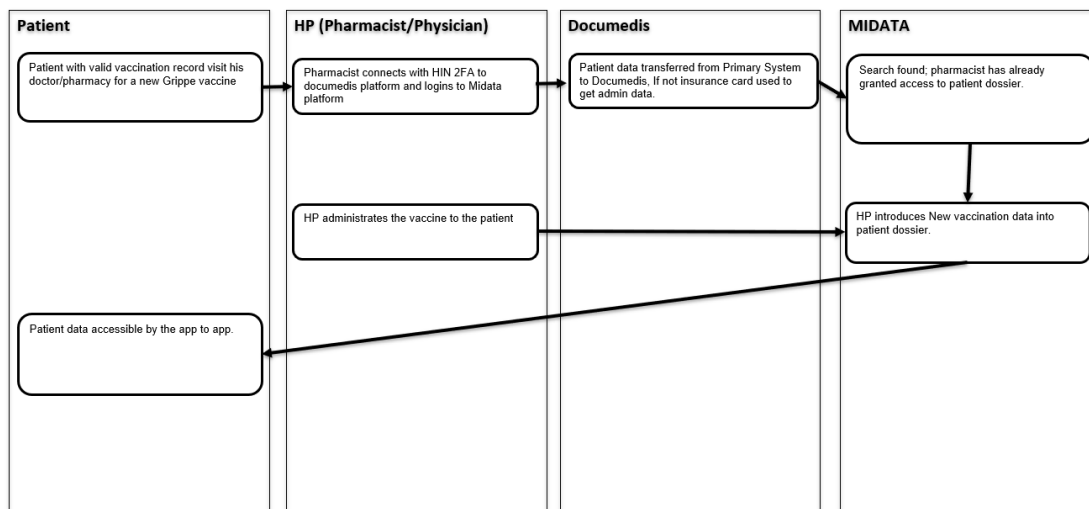 Patient
HP (Pharmacist/Physician)
Documedis
MIDATA
Patient with valid vaccination record visit his
doctor/pharmacy for a new Grippe vaccine
Pharmacist connects with HIN 2FA to
documedis platform and logins to Midata
platform
Patient data transferred from Primary System
to Documedis, If not insurance card used to
get admin data.
Search found; pharmacist has already
granted access to patient dossier.
HP administrates the vaccine to the patient
HP introduces New vaccination data into
patient dossier.
Patient data accessible by the app to app.